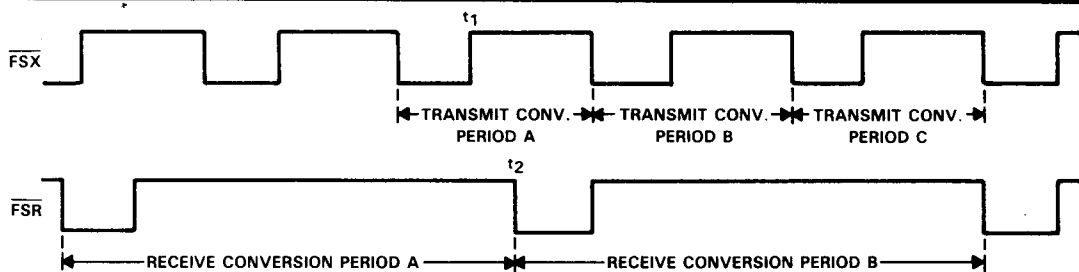 t1
FSX
TRANSMIT CONV. PERIOD A
TRANSMIT CONV. PERIOD B
TRANSMIT CONV. PERIOD C
t2
FSR
RECEIVE CONVERSION PERIOD A
RECEIVE CONVERSION PERIOD B